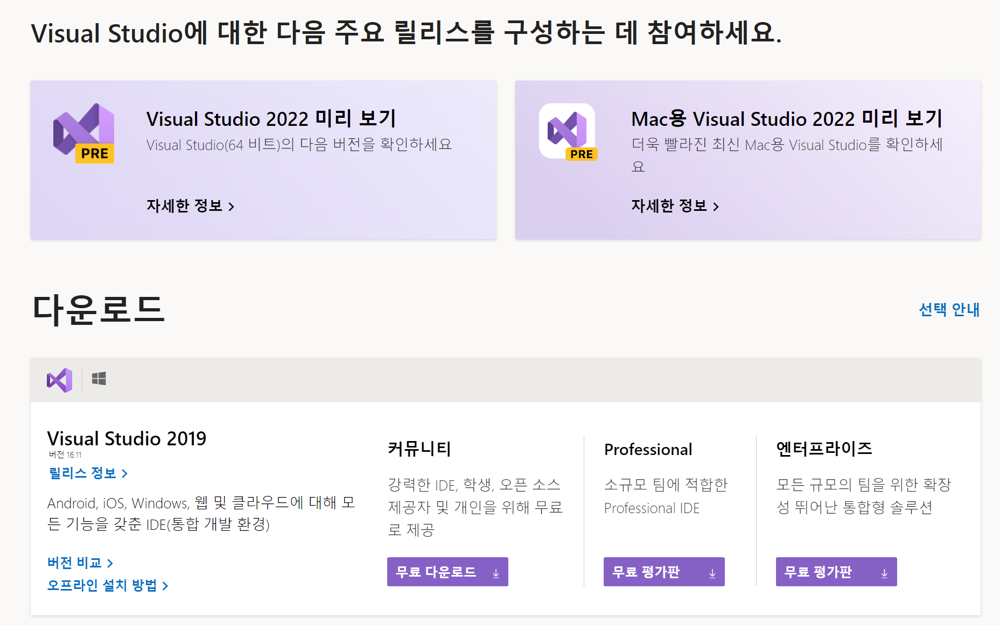 Visual Studio에 대한 다음 주요 릴리스를 구성하는 데 참여하세요.
PRE
Visual Studio 2022 미리 보기
Visual Studio(64 비트)의 다음 버전을 확인하세요
자세한 정보
PRE
Mac용 Visual Studio 2022 미리 보기
더욱 빨라진 최신 Mac용 Visual Studio를 확인하세
요
자세한 정보
다운로드
선택 안내
Visual Studio 2019
버전 16.11
릴리스 정보
Android, iOS, Windows, 웹 및 클라우드에 대해 모
든 기능을 갖춘 IDE(통합 개발 환경)
버전 비교
오프라인 설치 방법
커뮤니티
강력한 IDE, 학생, 오픈 소스
제공자 및 개인을 위해 무료
로 제공
무료 다운로드
Professional
소규모 팀에 적합한
Professional IDE
무료 평가판
엔터프라이즈
모든 규모의 팀을 위한 확장
성 뛰어난 통합형 솔루션
무료 평가판